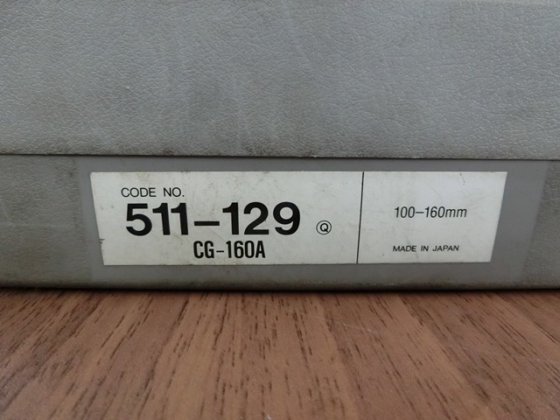 CODE NO.
511-129 Ⓠ
CG-160A
100-160mm
MADE IN JAPAN